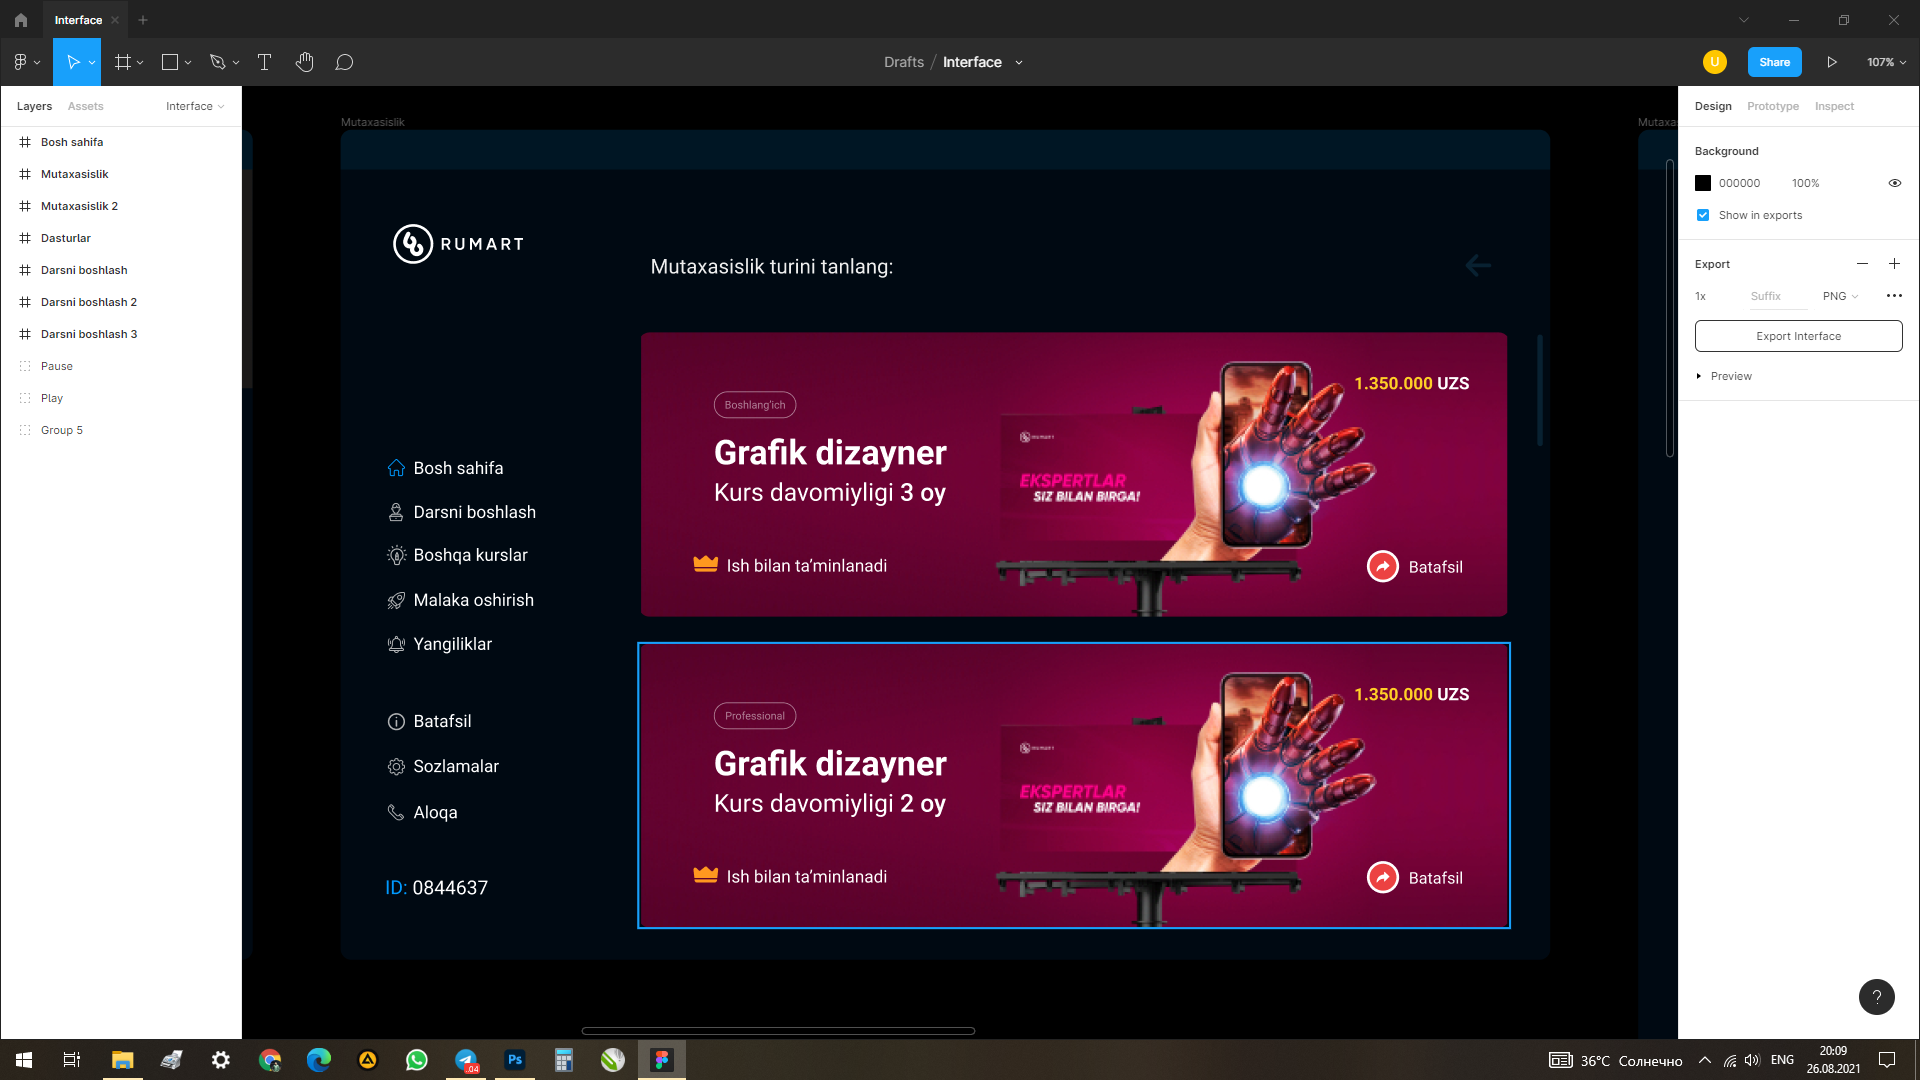 Interface
Drafts / Interface
U
Share
107%
Layers
Assets
Interface
Bosh sahifa
Mutaxasislik
Mutaxasislik 2
Dasturlar
Darsni boshlash
Darsni boshlash 2
Darsni boshlash 3
Pause
Play
Group 5
Mutaxasislik
RUMART
Mutaxasislik turini tanlang:
Bosh sahifa
Darsni boshlash
Boshqa kurslar
Malaka oshirish
Yangiliklar
Batafsil
Sozlamalar
Aloqa
ID: 0844637
Boshlang'ich
Grafik dizayner
Kurs davomiyligi 3 oy
Ish bilan ta'minlanadi
RUMART
EKSPERTLAR
SIZ BILAN BIRGA!
1.350.000 UZS
Batafsil
Professional
Grafik dizayner
Kurs davomiyligi 2 oy
Ish bilan ta'minlanadi
RUMART
EKSPERTLAR
SIZ BILAN BIRGA!
1.350.000 UZS
Batafsil
Design
Prototype
Inspect
Background
000000
100%
Show in exports
Export
1x
Suffix
PNG
Export Interface
Preview
?
Ps
36°C Солнечно
ENG
20:09
26.08.2021